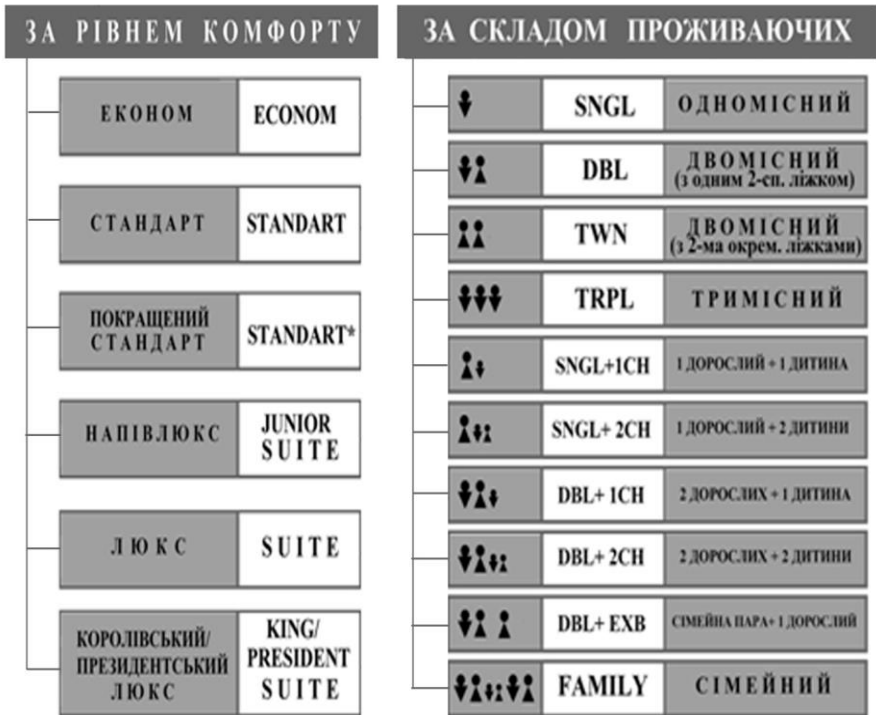 ЗА РІВНЕМ КОМФОРТУ
ЕКОНОМ
ECONOM
СТАНДАРТ
STANDART
ПОКРАЩЕНИЙ
СТАНДАРТ
STANDART*
НАПІВЛЮКС
JUNIOR
SUITE
ЛЮКС
SUITE
КОРОЛІВСЬКИЙ/
ПРЕЗИДЕНТСЬКИЙ
ЛЮКС
KING/
PRESIDENT
SUITE
ЗА СКЛАДОМ ПРОЖИВАЮЧИХ
SNGL
ОДНОМІСНИЙ
DBL
ДВОМІСНИЙ
(з одним 2-сп. ліжком)
TWN
ДВОМІСНИЙ
(з 2-ма окрем. ліжками)
TRPL
ТРИМІСНИЙ
SNGL+1CH
1 ДОРОСЛИЙ + 1 ДИТИНА
SNGL+ 2CH
1 ДОРОСЛИЙ + 2 ДИТИНИ
DBL+ 1CH
2 ДОРОСЛИХ + 1 ДИТИНА
DBL+ 2CH
2 ДОРОСЛИХ + 2 ДИТИНИ
DBL+ EXB
СІМЕЙНА ПАРА+ 1 ДОРОСЛИЙ
FAMILY
СІМЕЙНИЙ